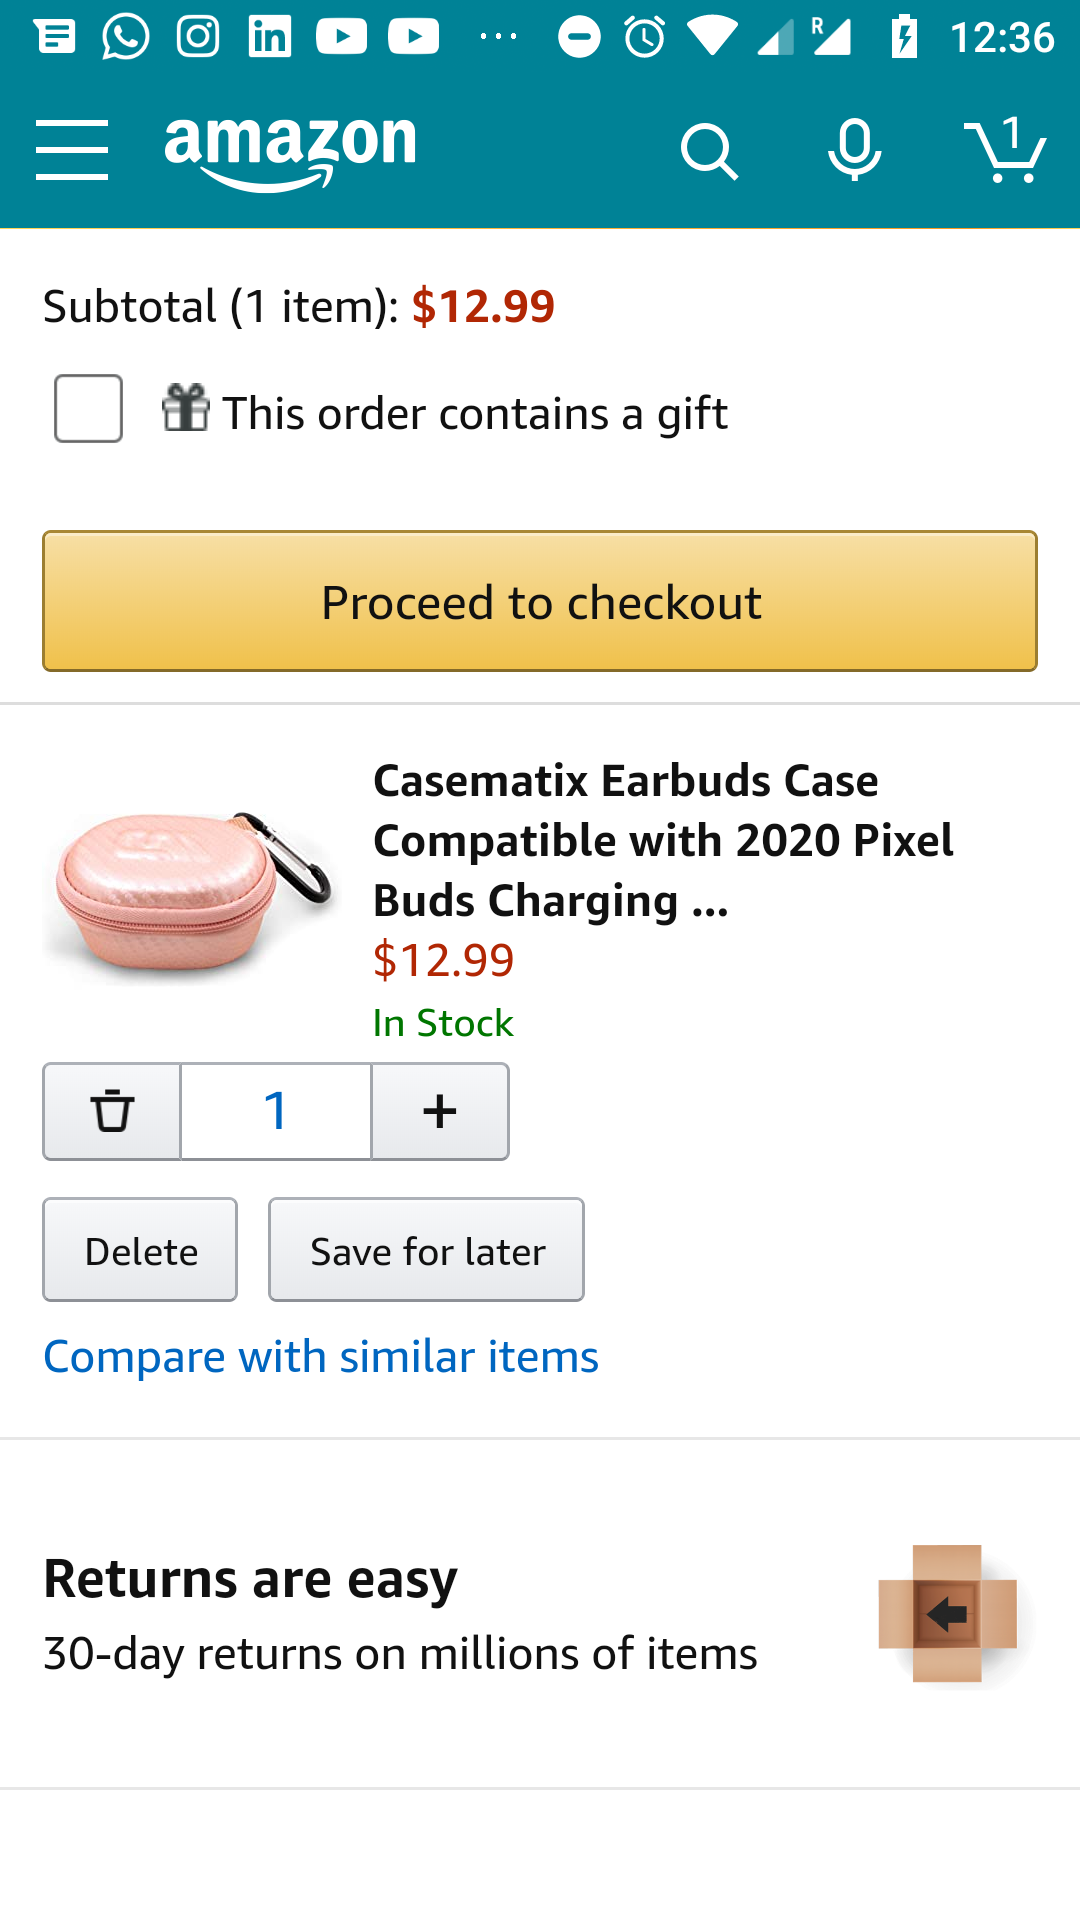 12:36
R
in
amazon
1
Subtotal (1 item): $12.99
This order contains a gift
Proceed to checkout
Casematix Earbuds Case
Compatible with 2020 Pixel
Buds Charging ...
$12.99
In Stock
1 +
Delete Save for later
Compare with similar items
Returns are easy
30-day returns on millions of items